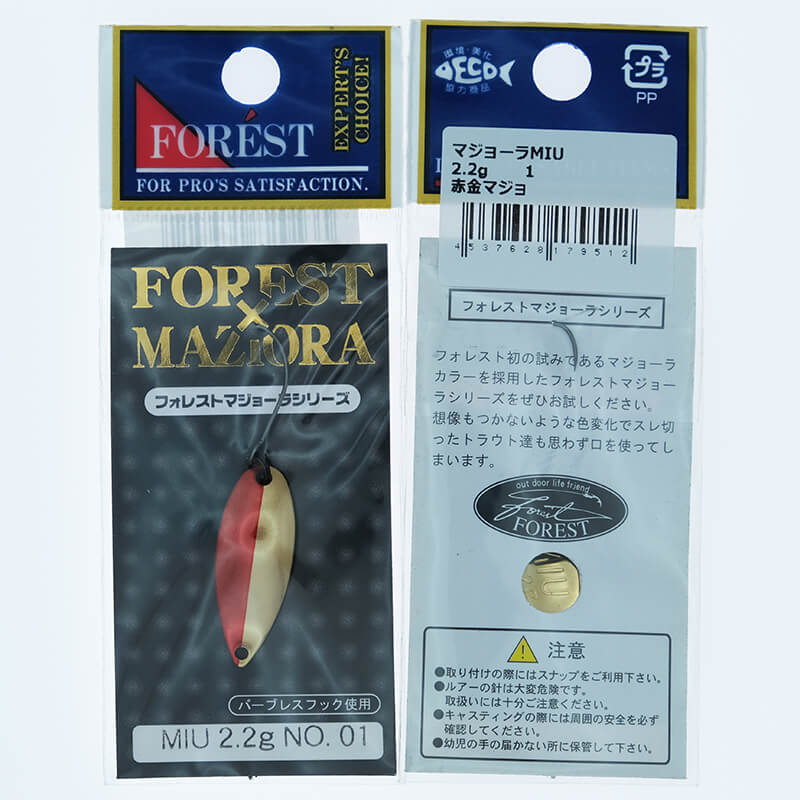 FORÉST
EXPERT'S
CHOICE!
FOR PRO'S SATISFACTION.
FOREST
×
MAZIORA
フォレストマジョーラシリーズ
バーブレスフック使用
MIU 2.2g NO. 01
環境・美化
DECO
協力商品
プラ
PP
マジョーラMIU
2.2g 1
赤金マジョ
4537628179512
フォレストマジョーラシリーズ
フォレスト初の試みであるマジョーラ
カラーを採用したフォレストマジョー
ラシリーズをぜひお試しください。
想像もつかないような色変化でスレ切
ったトラウト達も思わず口を使ってし
まいます。
out door life friend
Forest
FOREST
注意
●取り付けの際にはスナップをご利用下さい。
●ルアーの針は大変危険です。
取扱いには十分ご注意ください。
●キャスティングの際には周囲の安全を必ず
確認してください。
●幼児の手の届かない所に保管して下さい。